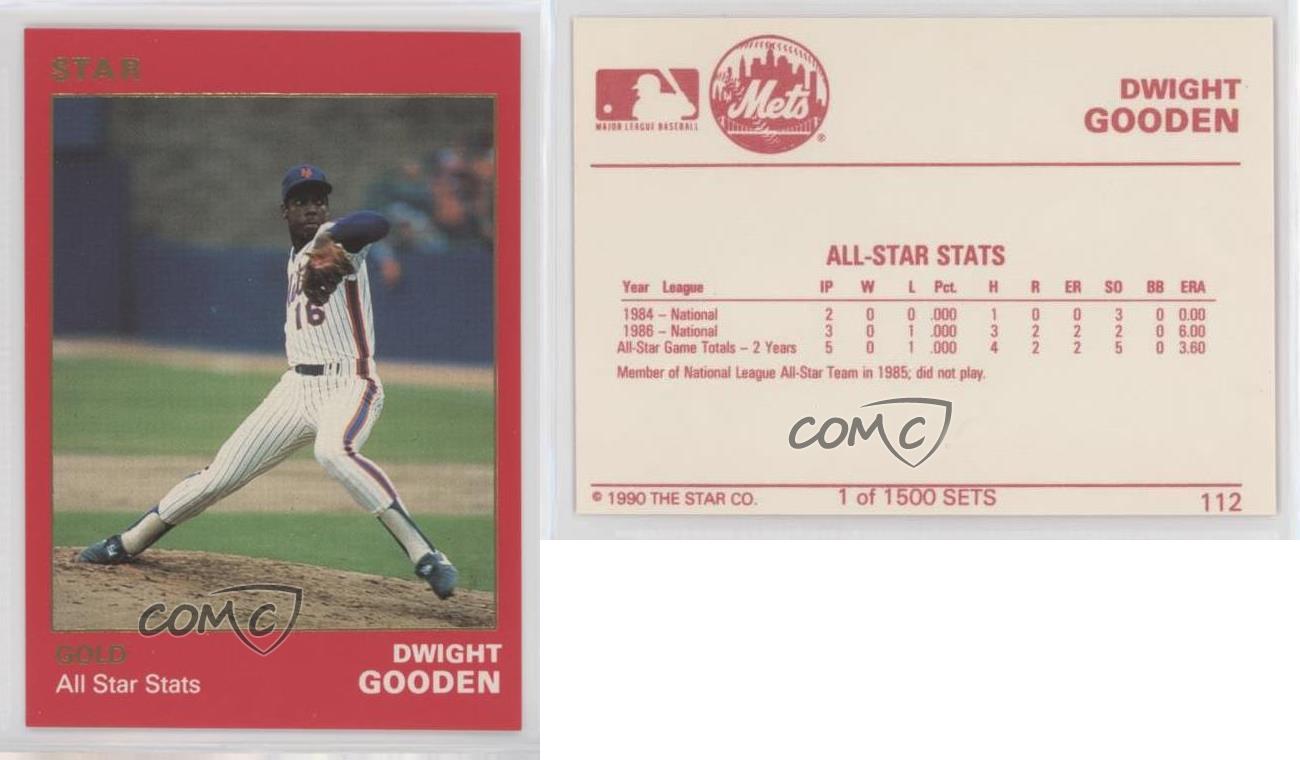 STAR
16
COMC
GOLD
All Star Stats
DWIGHT
GOODEN
MAJOR LEAGUE BASEBALL
Mets
®
DWIGHT
GOODEN
ALL-STAR STATS
Year League IP W L Pct. H R ER SO BB ERA
1984 – National 2 0 0 .000 1 0 0 3 0 0.00
1986 – National 3 0 1 .000 3 2 2 2 0 6.00
All-Star Game Totals – 2 Years 5 0 1 .000 4 2 2 5 0 3.60
Member of National League All-Star Team in 1985; did not play.
COMC
© 1990 THE STAR CO. 1 of 1500 SETS 112